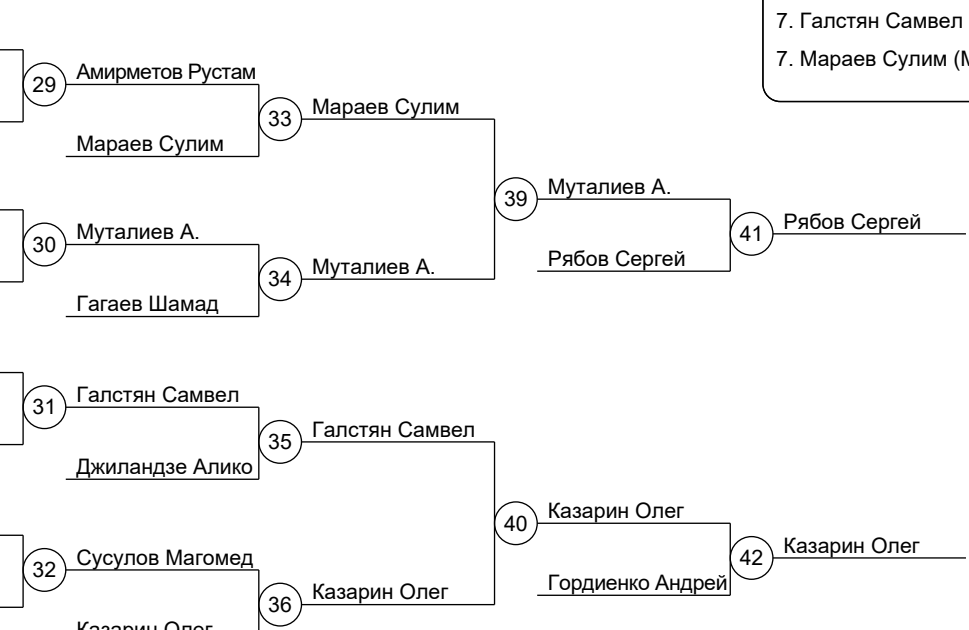 7. Галстян Самвел
7. Мараев Сулим (М
29
Амирметов Рустам
33
Мараев Сулим
Мараев Сулим
39
Муталиев А.
30
Муталиев А.
34
Муталиев А.
41
Рябов Сергей
Рябов Сергей
Гагаев Шамад
31
Галстян Самвел
35
Галстян Самвел
Джиландзе Алико
40
Казарин Олег
32
Сусулов Магомед
36
Казарин Олег
42
Казарин Олег
Гордиенко Андрей
Казарин Олег